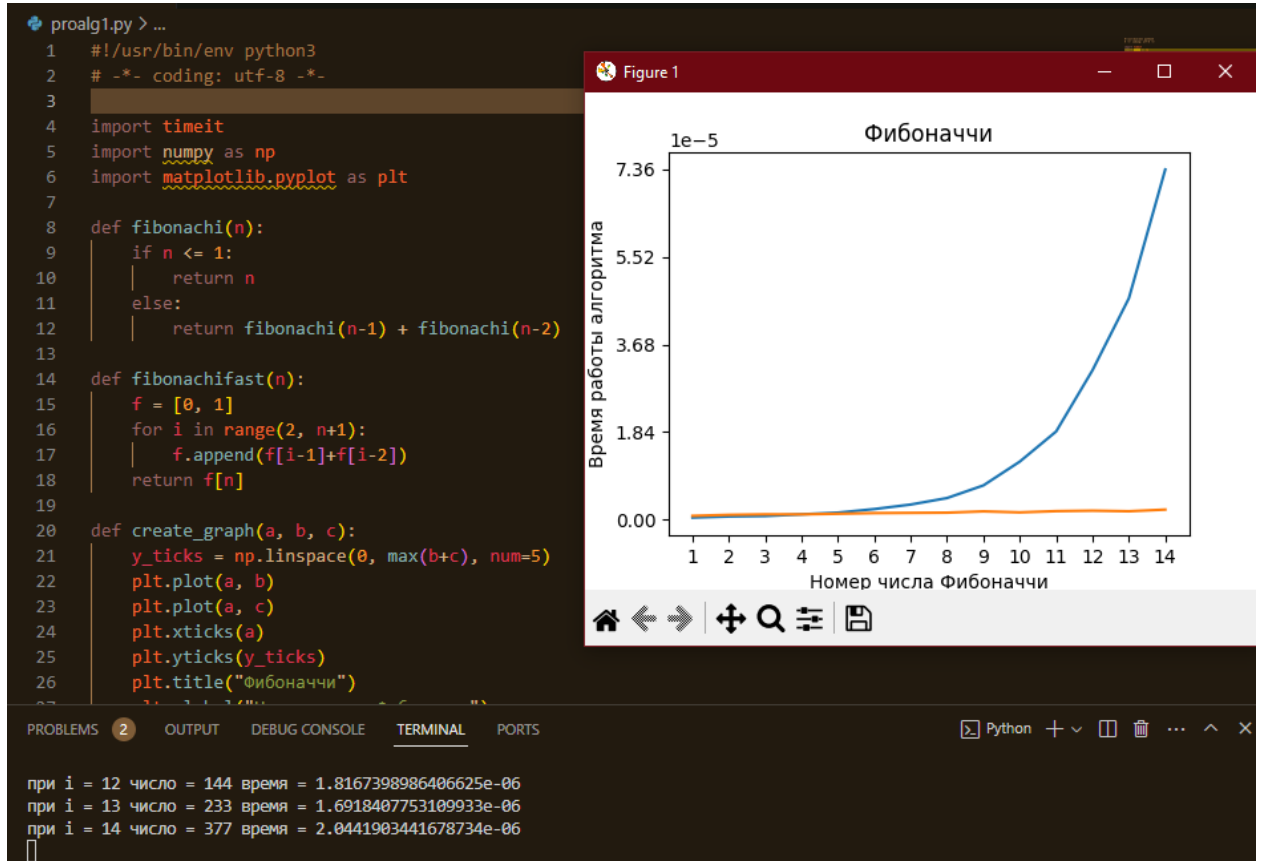 proalg1.py > ...
1 #!/usr/bin/env python3
2 # -*- coding: utf-8 -*-
3
4 import timeit
5 import numpy as np
6 import matplotlib.pyplot as plt
7
8 def fibonachi(n):
9 if n <= 1:
10 return n
11 else:
12 return fibonachi(n-1) + fibonachi(n-2)
13
14 def fibonachifast(n):
15 f = [0, 1]
16 for i in range(2, n+1):
17 f.append(f[i-1]+f[i-2])
18 return f[n]
19
20 def create_graph(a, b, c):
21 y_ticks = np.linspace(0, max(b+c), num=5)
22 plt.plot(a, b)
23 plt.plot(a, c)
24 plt.xticks(a)
25 plt.yticks(y_ticks)
26 plt.title("Фибоначчи")
Figure 1
Фибоначчи
1e-5
7.36
5.52
3.68
1.84
0.00
Время работы алгоритма
1 2 3 4 5 6 7 8 9 10 11 12 13 14
Номер числа Фибоначчи
PROBLEMS 2 OUTPUT DEBUG CONSOLE TERMINAL PORTS Python
при i = 12 число = 144 время = 1.8167398986406625e-06
при i = 13 число = 233 время = 1.6918407753109933e-06
при i = 14 число = 377 время = 2.0441903441678734e-06